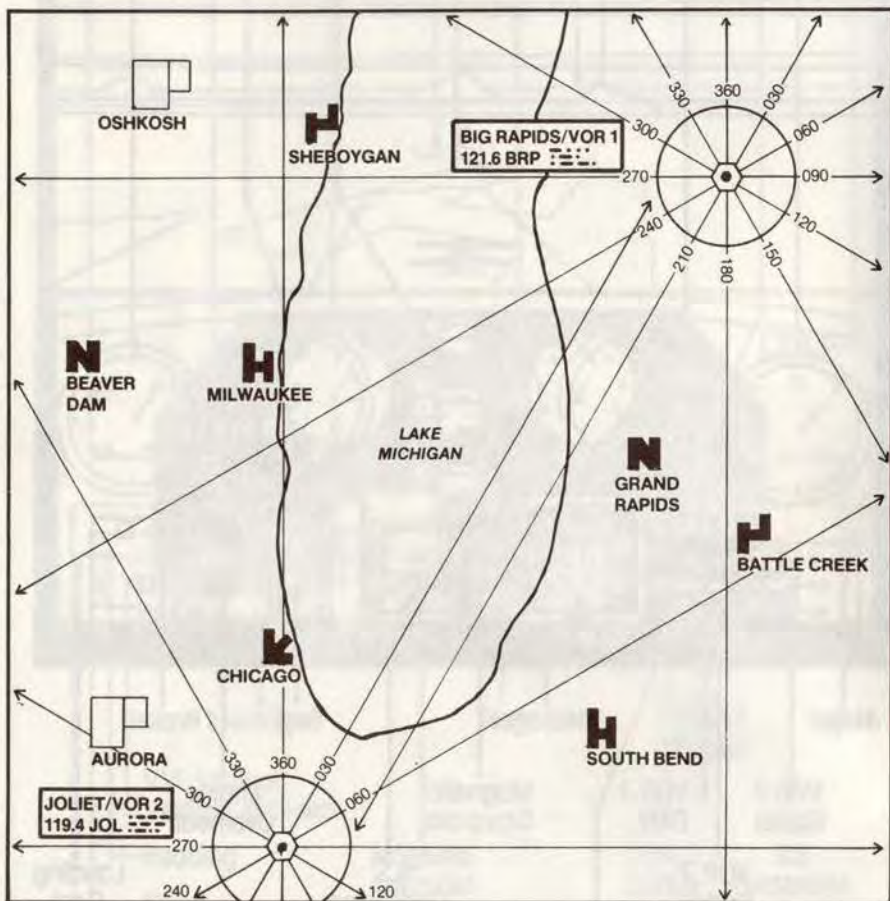 OSHKOSH
SHEBOYGAN
BIG RAPIDS/VOR 1
121.6 BRP
360
030
060
090
120
150
180
210
240
270
300
330
BEAVER
DAM
MILWAUKEE
LAKE
MICHIGAN
GRAND
RAPIDS
BATTLE CREEK
CHICAGO
AURORA
SOUTH BEND
JOLIET/VOR 2
119.4 JOL
360
030
060
120
240
270
300
330